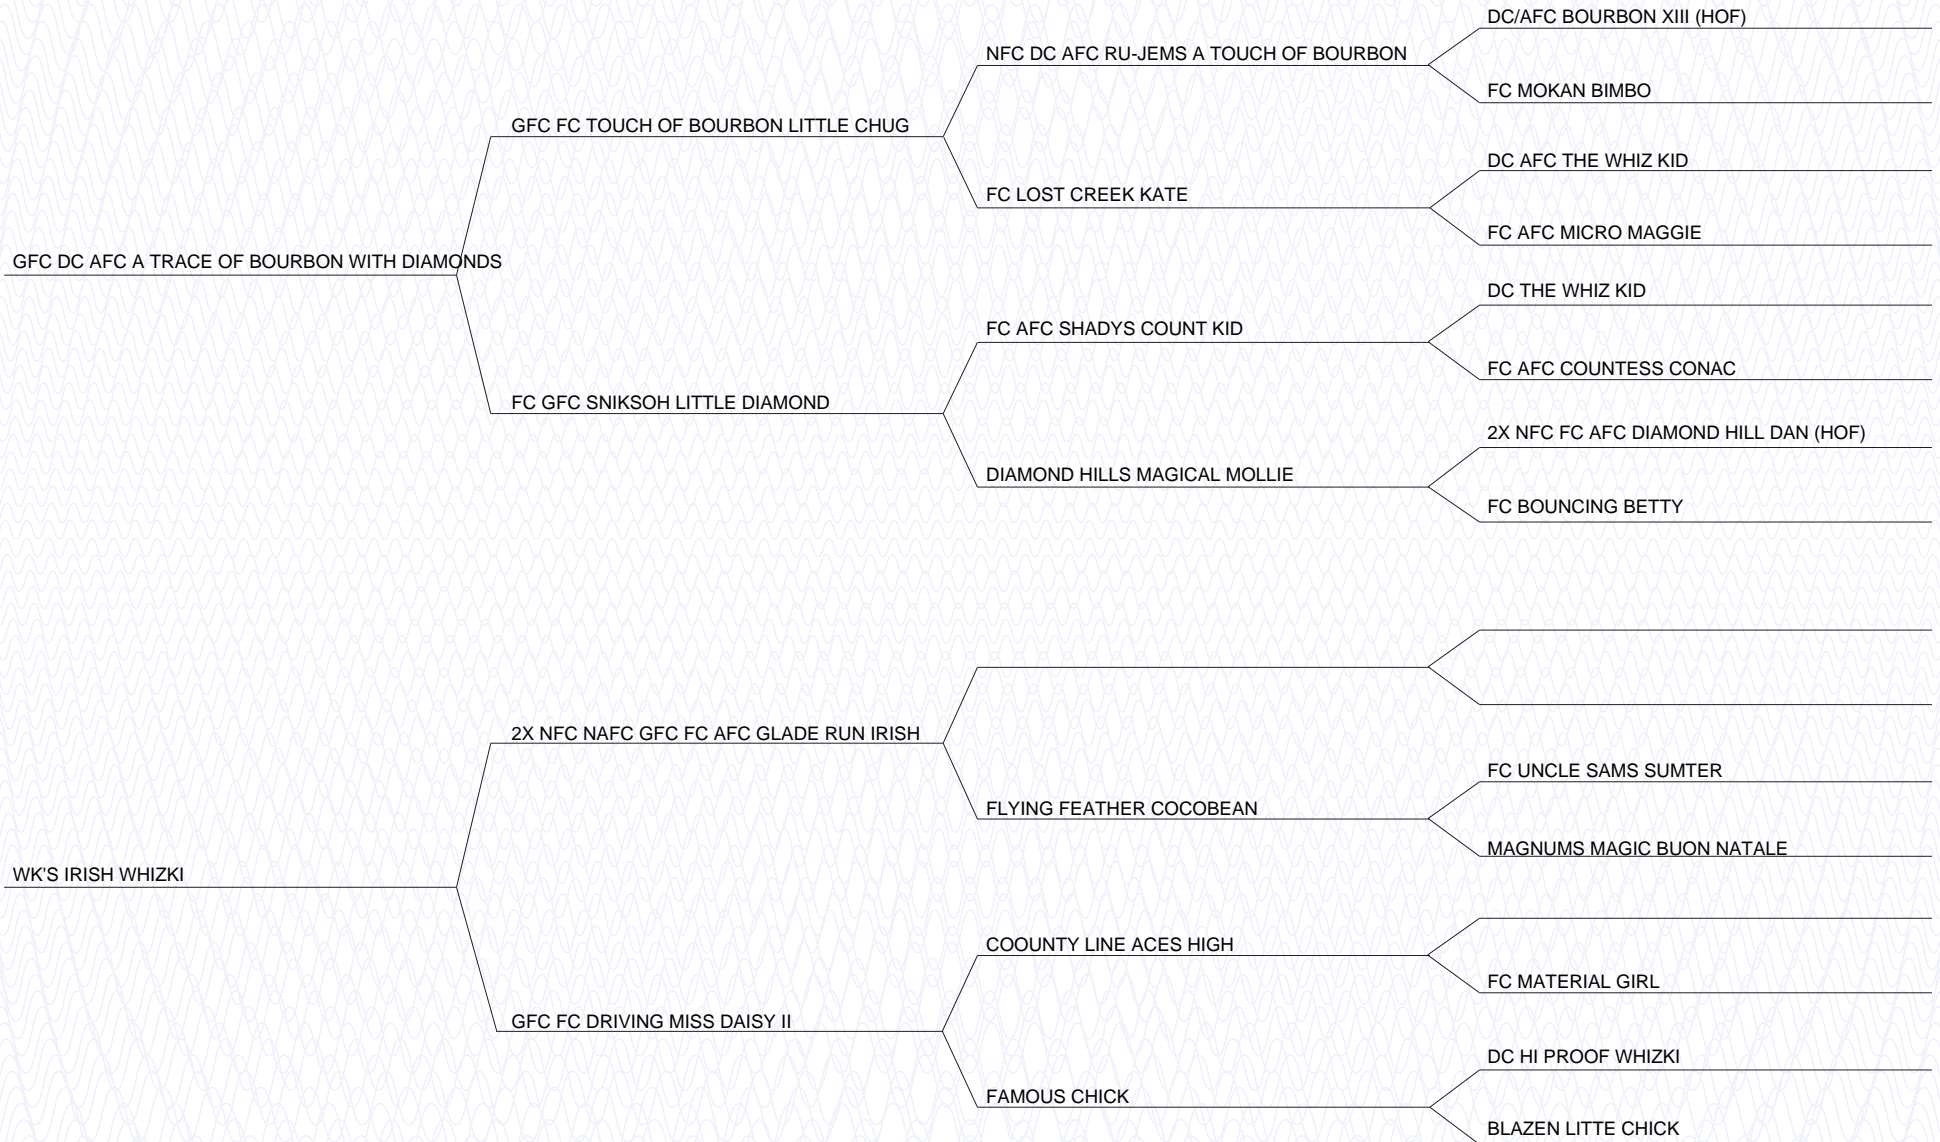 DC/AFC BOURBON XIII (HOF)
NFC DC AFC RU-JEMS A TOUCH OF BOURBON
FC MOKAN BIMBO
GFC FC TOUCH OF BOURBON LITTLE CHUG
DC AFC THE WHIZ KID
FC LOST CREEK KATE
FC AFC MICRO MAGGIE
GFC DC AFC A TRACE OF BOURBON WITH DIAMONDS
DC THE WHIZ KID
FC AFC SHADYS COUNT KID
FC AFC COUNTESS CONAC
FC GFC SNIKSOH LITTLE DIAMOND
2X NFC FC AFC DIAMOND HILL DAN (HOF)
DIAMOND HILLS MAGICAL MOLLIE
FC BOUNCING BETTY
2X NFC NAFC GFC FC AFC GLADE RUN IRISH
FC UNCLE SAMS SUMTER
FLYING FEATHER COCOBEAN
MAGNUMS MAGIC BUON NATALE
WK'S IRISH WHIZKI
COOUNTY LINE ACES HIGH
FC MATERIAL GIRL
GFC FC DRIVING MISS DAISY II
DC HI PROOF WHIZKI
FAMOUS CHICK
BLAZEN LITTE CHICK